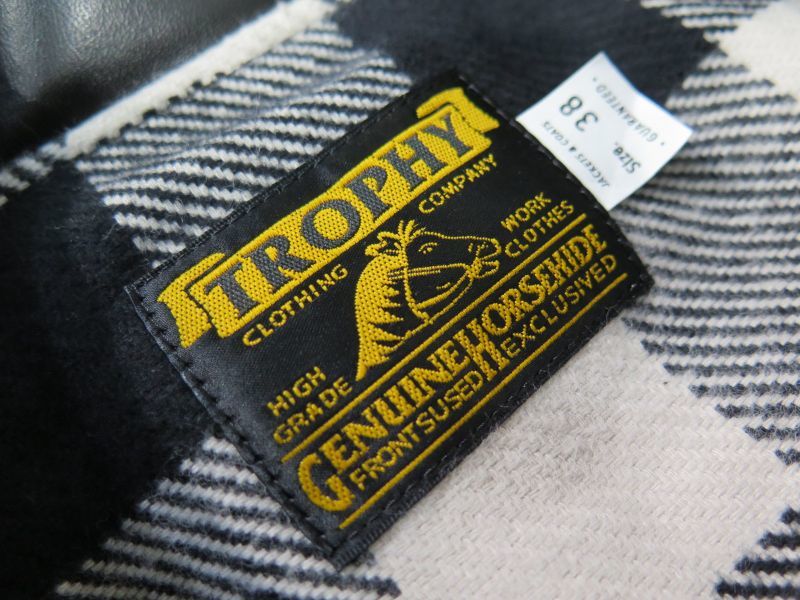 TROPHY
CLOTHING COMPANY
HIGH GRADE
WORK CLOTHES
GENUINE HORSEHIDE
FRONTSUSED EXCLUSIVED
JACKETS & COATS
Size. 38
• GUARANTEED •